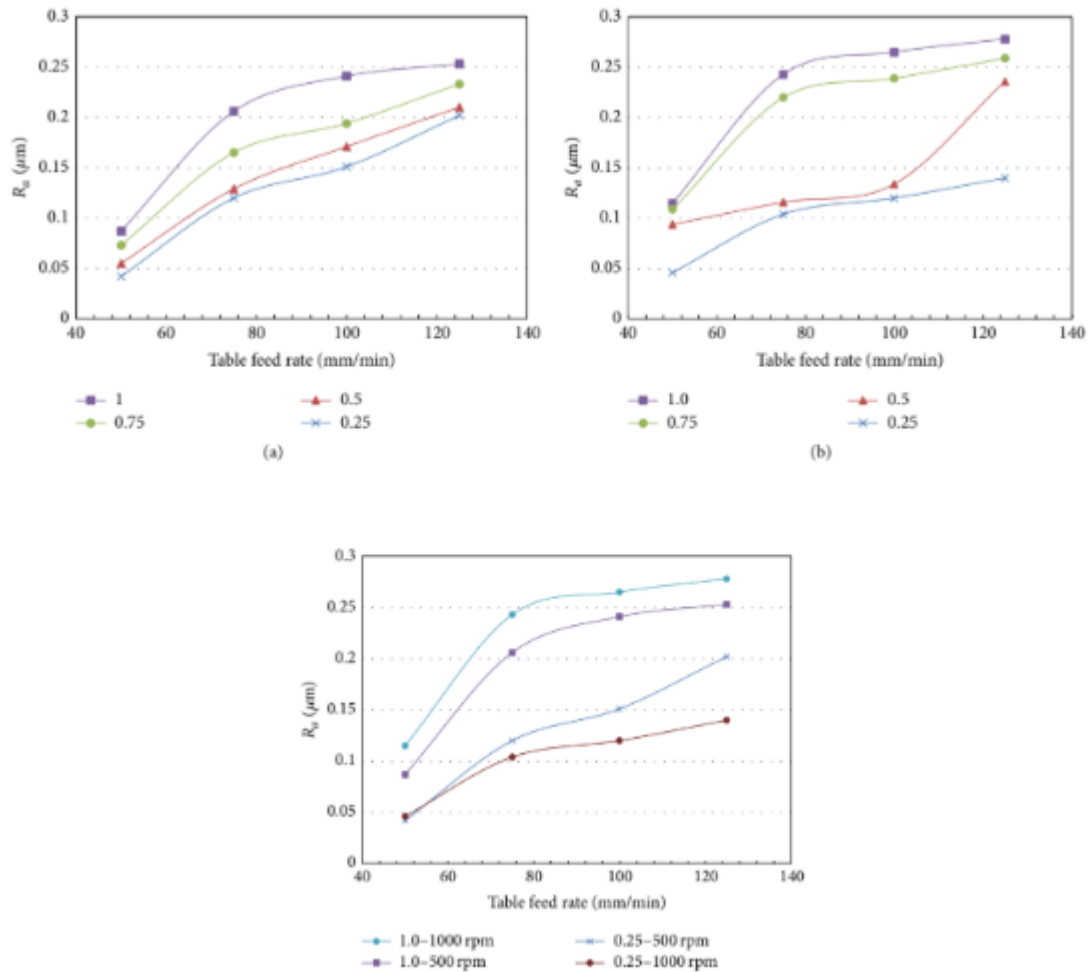 0.3
0.25
0.2
0.15
0.1
0.05
0
Ra (μm)
40 60 80 100 120 140
Table feed rate (mm/min)
1 0.5
0.75 0.25
(a)
0.3
0.25
0.2
0.15
0.1
0.05
0
Ra (μm)
40 60 80 100 120 140
Table feed rate (mm/min)
1.0 0.5
0.75 0.25
(b)
0.3
0.25
0.2
0.15
0.1
0.05
0
Ra (μm)
40 60 80 100 120 140
Table feed rate (mm/min)
1.0–1000 rpm 0.25–500 rpm
1.0–500 rpm 0.25–1000 rpm